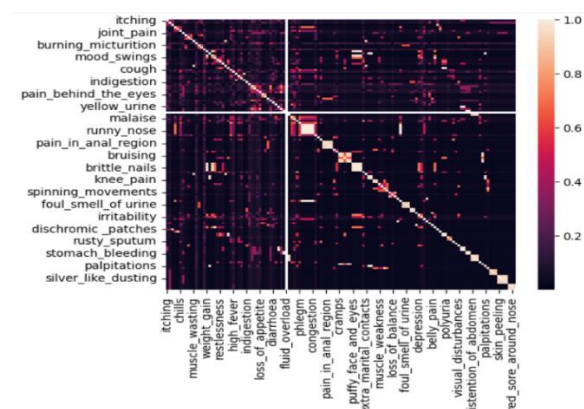 itching
joint_pain
burning_micturition
mood_swings
cough
indigestion
pain_behind_the_eyes
yellow_urine
malaise
runny_nose
pain_in_anal_region
bruising
brittle_nails
knee_pain
spinning_movements
foul_smell_of urine
irritability
dischromic _patches
rusty_sputum
stomach_bleeding
palpitations
silver_like_dusting
1.0
0.8
0.6
0.4
0.2
itching
chills
muscle_wasting
weight_gain
restlessness
high_fever
indigestion
loss_of_appetite
diarrhoea
fluid_overload
phlegm
congestion
pain_in_anal_region
cramps
puffy_face_and_eyes
extra_marital_contacts
muscle_weakness
loss_of_balance
foul_smell_of urine
depression
belly_pain
polyuria
visual_disturbances
istention_of_abdomen
palpitations
skin_peeling
red_sore_around_nose